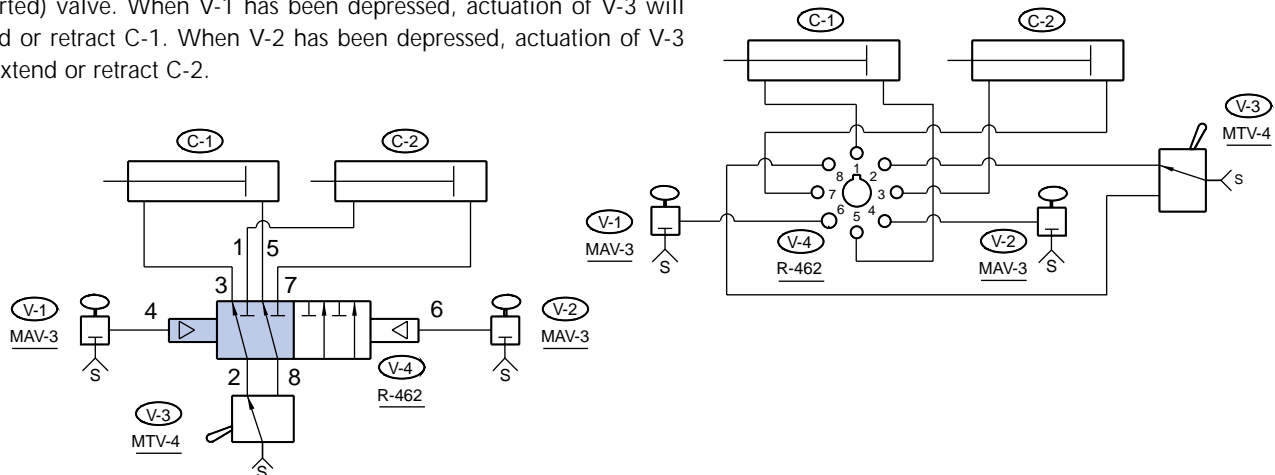 rted) valve. When V-1 has been depressed, actuation of V-3 will
d or retract C-1. When V-2 has been depressed, actuation of V-3
extend or retract C-2.
C-1
C-2
1
5
3
7
V-1
MAV-3
4
6
V-2
MAV-3
S
S
V-4
R-462
2
8
V-3
MTV-4
S
C-1
C-2
V-3
MTV-4
S
1
8
2
7
3
6
4
5
V-1
MAV-3
S
V-4
R-462
V-2
MAV-3
S